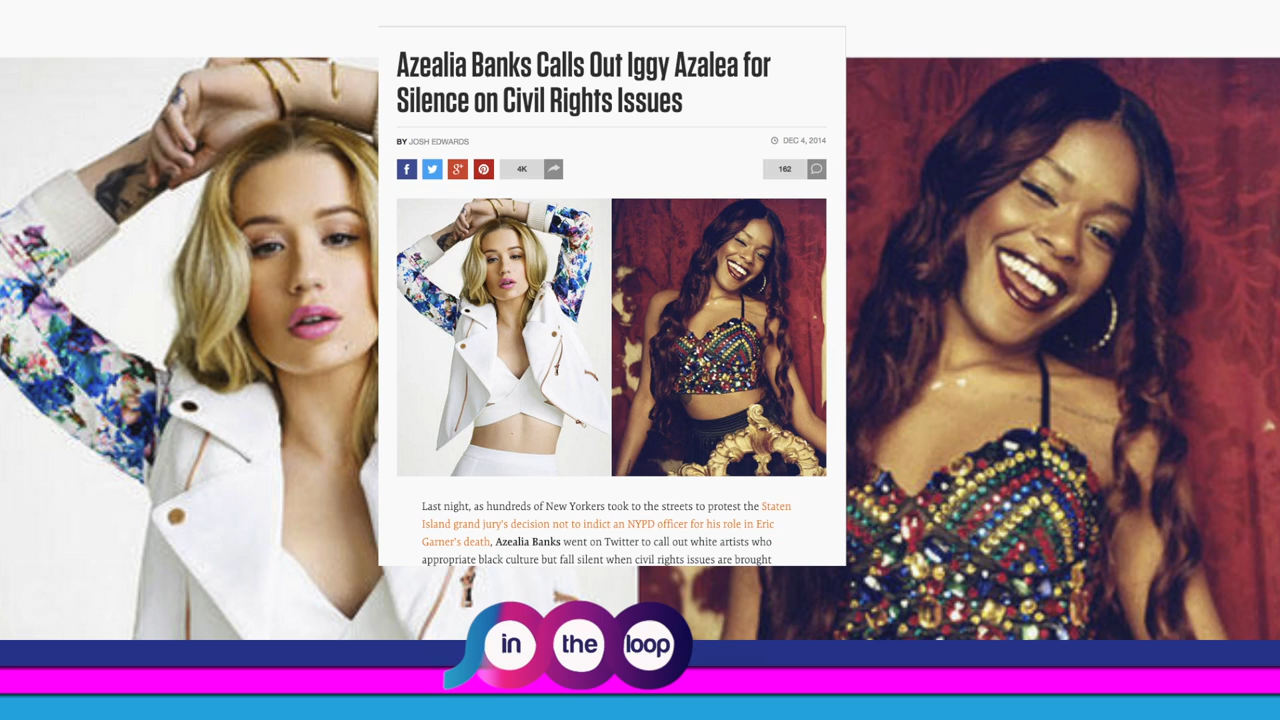 Azealia Banks Calls Out Iggy Azalea for
Silence on Civil Rights Issues
BY JOSH EDWARDS
DEC 4, 2014
f
g+
4K
162
Last night, as hundreds of New Yorkers took to the streets to protest the Staten
Island grand jury's decision not to indict an NYPD officer for his role in Eric
Garner's death, Azealia Banks went on Twitter to call out white artists who
appropriate black culture but fall silent when civil rights issues are brought
in the loop